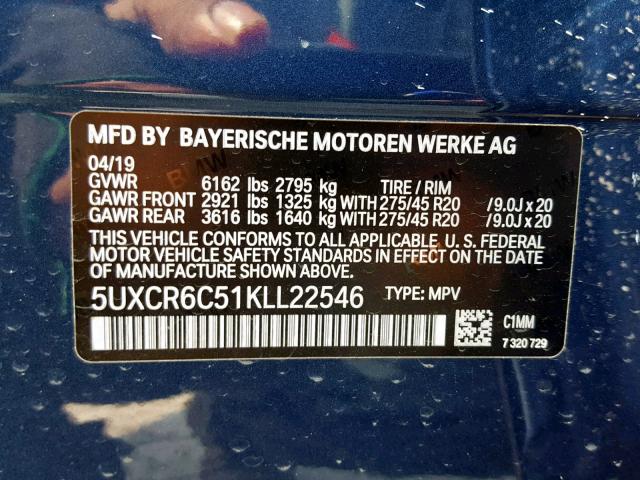 MFD BY BAYERISCHE MOTOREN WERKE AG
04/19
GVWR 6162 lbs 2795 kg TIRE / RIM
GAWR FRONT 2921 lbs 1325 kg WITH 275/45 R20 /9.0J x 20
GAWR REAR 3616 lbs 1640 kg WITH 275/45 R20 /9.0J x 20
THIS VEHICLE CONFORMS TO ALL APPLICABLE U. S. FEDERAL
MOTOR VEHICLE SAFETY STANDARDS IN EFFECT ON THE
DATE OF MANUFACTURE SHOWN ABOVE.
5UXCR6C51KLL22546 TYPE: MPV
C1MM
7 320 729